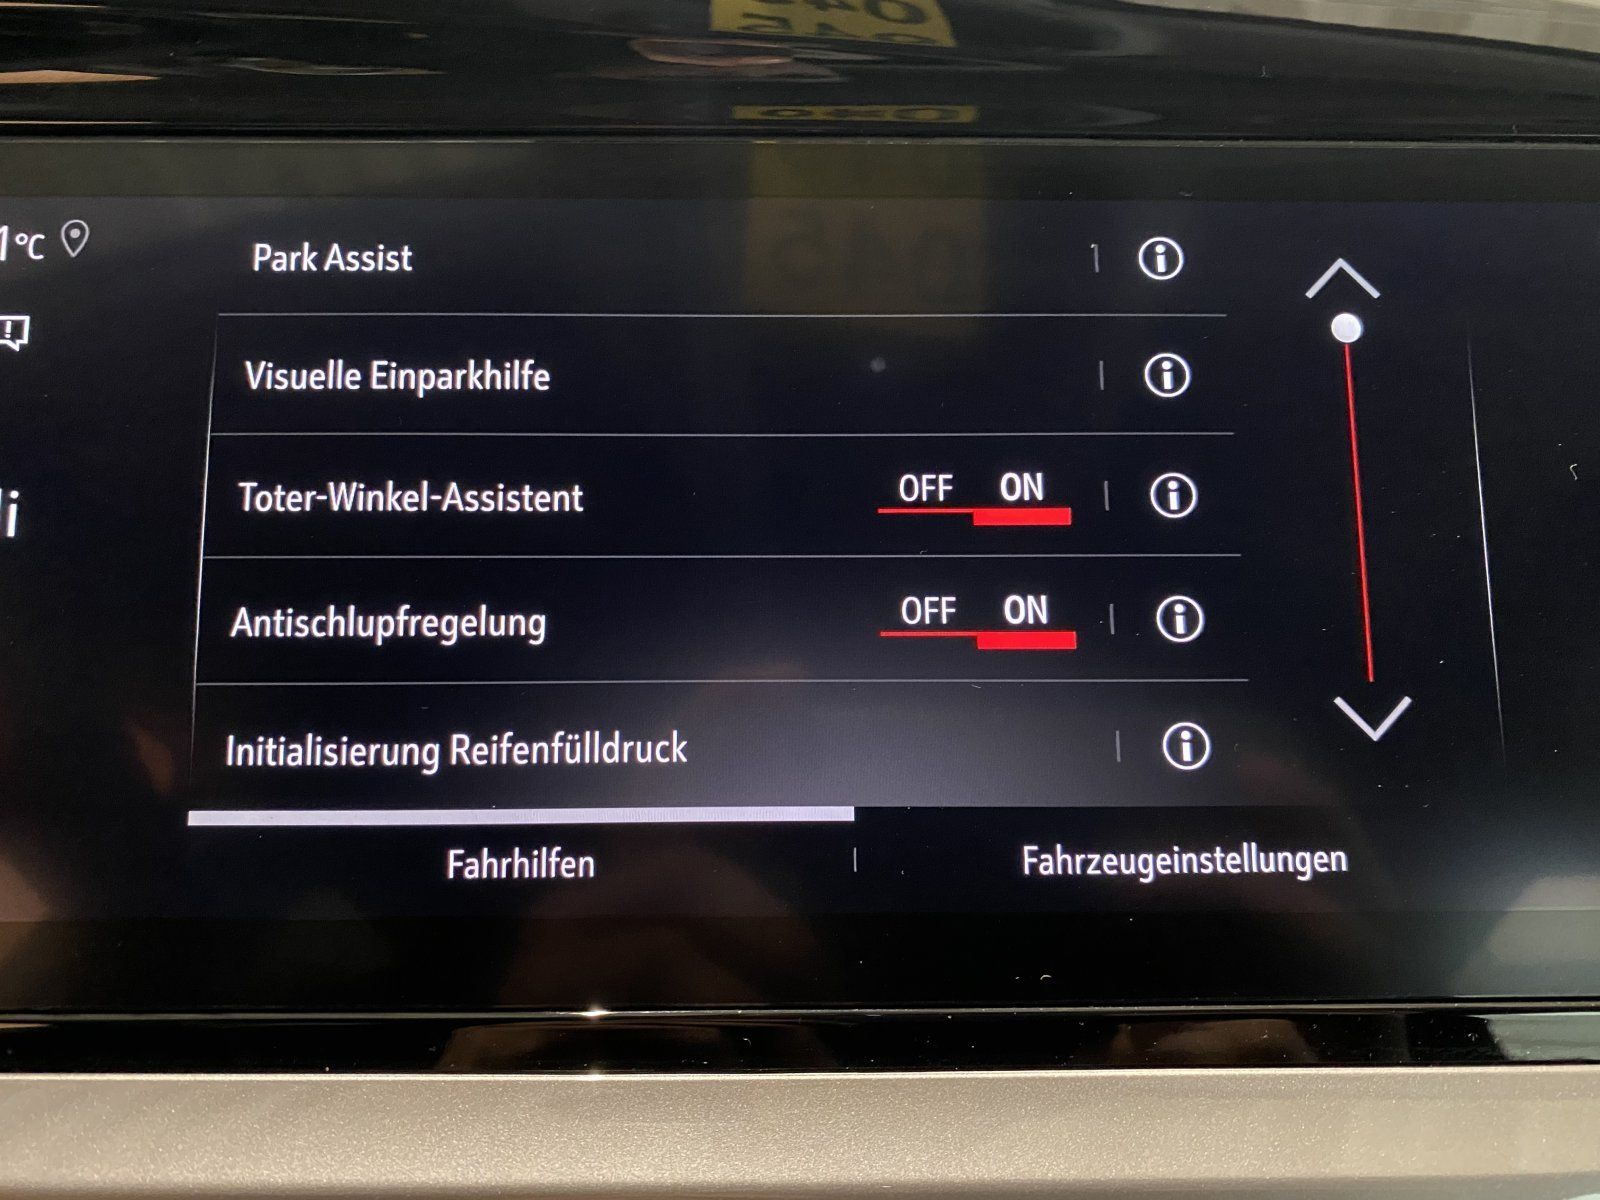 1°C
Park Assist
Visuelle Einparkhilfe
Toter-Winkel-Assistent OFF ON
Antischlupfregelung OFF ON
Initialisierung Reifenfülldruck
Fahrhilfen
Fahrzeugeinstellungen